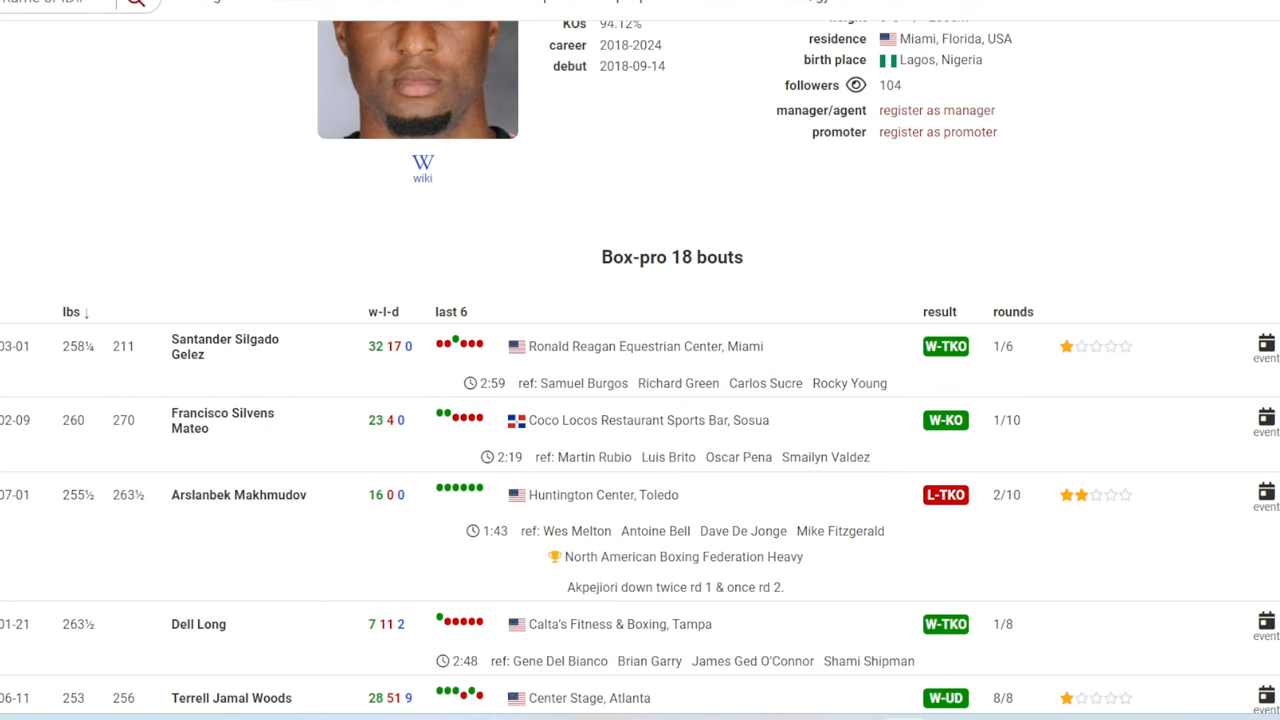 KOs 94.12%
career 2018-2024
debut 2018-09-14
residence Miami, Florida, USA
birth place Lagos, Nigeria
followers 104
manager/agent register as manager
promoter register as promoter
W
wiki
Box-pro 18 bouts
lbs ↓ w-l-d last 6 result rounds
03-01 258¼ 211 Santander Silgado Gelez 32 17 0 Ronald Reagan Equestrian Center, Miami W-TKO 1/6 event
2:59 ref: Samuel Burgos Richard Green Carlos Sucre Rocky Young
02-09 260 270 Francisco Silvens Mateo 23 4 0 Coco Locos Restaurant Sports Bar, Sosua W-KO 1/10 event
2:19 ref: Martin Rubio Luis Brito Oscar Pena Smailyn Valdez
07-01 255½ 263½ Arslanbek Makhmudov 16 0 0 Huntington Center, Toledo L-TKO 2/10 event
1:43 ref: Wes Melton Antoine Bell Dave De Jonge Mike Fitzgerald
North American Boxing Federation Heavy
Akpejiori down twice rd 1 & once rd 2.
01-21 263½ Dell Long 7 11 2 Calta's Fitness & Boxing, Tampa W-TKO 1/8 event
2:48 ref: Gene Del Bianco Brian Garry James Ged O'Connor Shami Shipman
06-11 253 256 Terrell Jamal Woods 28 51 9 Center Stage, Atlanta W-UD 8/8 event